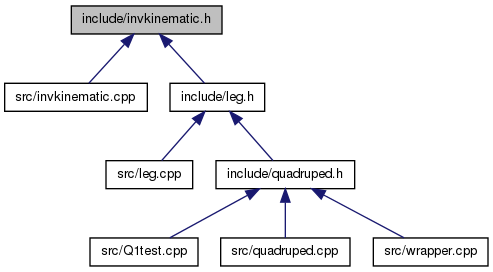 include/invkinematic.h
src/invkinematic.cpp
include/leg.h
src/leg.cpp
include/quadruped.h
src/Q1test.cpp
src/quadruped.cpp
src/wrapper.cpp